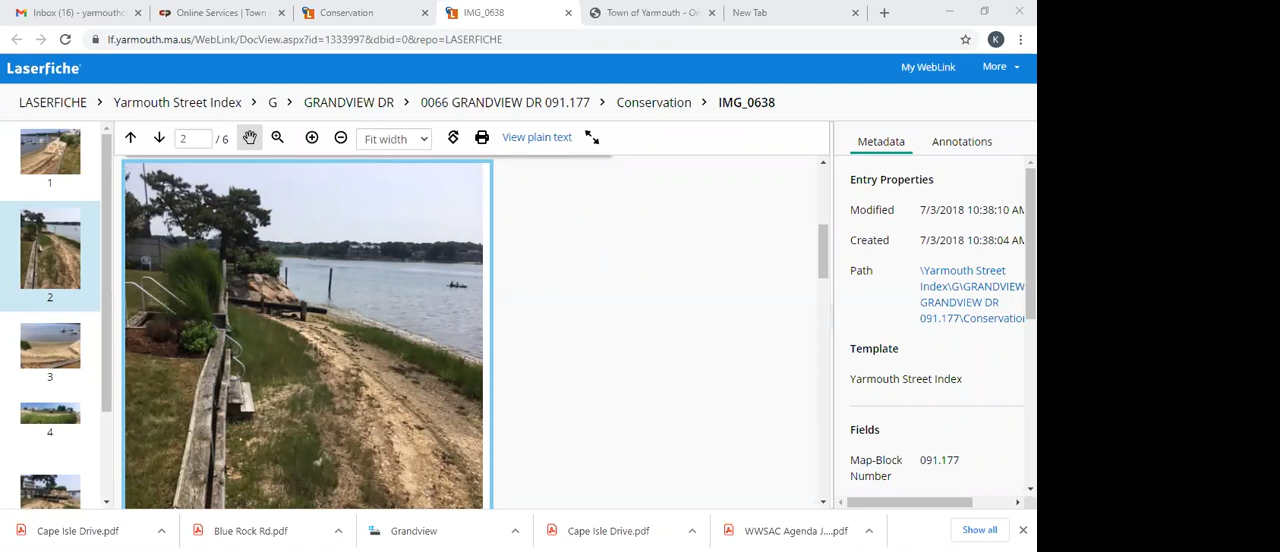 Inbox (16) - yarmouthco
Online Services | Town
Conservation
IMG_0638
Town of Yarmouth - On
New Tab
lf.yarmouth.ma.us/WebLink/DocView.aspx?id=1333997&dbid=0&repo=LASERFICHE
K
Laserfiche
My WebLink
More
LASERFICHE > Yarmouth Street Index > G > GRANDVIEW DR > 0066 GRANDVIEW DR 091.177 > Conservation > IMG_0638
2 / 6
Fit width
View plain text
Metadata
Annotations
1
2
3
4
Entry Properties
Modified 7/3/2018 10:38:10 AM
Created 7/3/2018 10:38:04 AM
Path \Yarmouth Street
Index\G\GRANDVIEW
GRANDVIEW DR
091.177\Conservation
Template
Yarmouth Street Index
Fields
Map-Block 091.177
Number
Cape Isle Drive.pdf
Blue Rock Rd.pdf
Grandview
Cape Isle Drive.pdf
WWSAC Agenda J....pdf
Show all